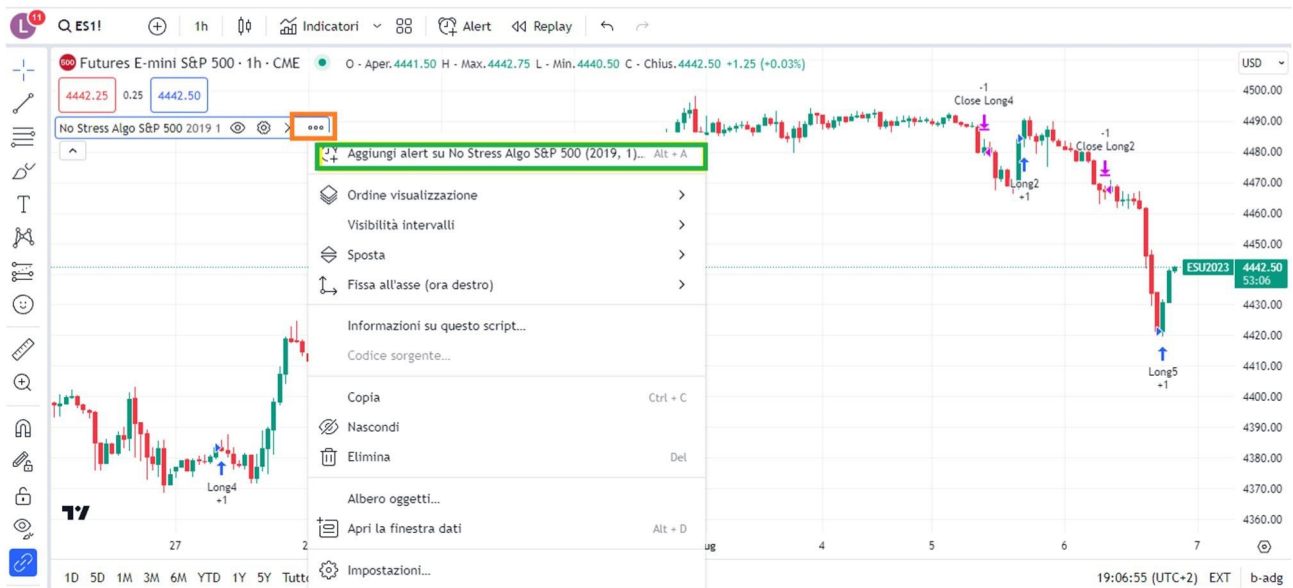 L 11 ES1! 1h Indicatori Alert Replay
500 Futures E-mini S&P 500 · 1h · CME O - Aper.4441.50 H - Max.4442.75 L - Min.4440.50 C - Chius.4442.50 +1.25 (+0.03%) USD
4442.25 0.25 4442.50
No Stress Algo S&P 500 2019 1
Aggiungi alert su No Stress Algo S&P 500 (2019, 1)... Alt + A
Ordine visualizzazione
Visibilità intervalli
Sposta
Fissa all'asse (ora destro)
Informazioni su questo script...
Codice sorgente...
Copia Ctrl + C
Nascondi
Elimina Del
Albero oggetti...
Apri la finestra dati Alt + D
Impostazioni...
Long4
+1
-1
Close Long4
Long2
+1
-1
Close Long2
Long5
+1
4500.00
4490.00
4480.00
4470.00
4460.00
4450.00
ESU2023 4442.50
53:06
4430.00
4420.00
4410.00
4400.00
4390.00
4380.00
4370.00
4360.00
27 2 ug 4 5 6 7
1D 5D 1M 3M 6M YTD 1Y 5Y Tutto 19:06:55 (UTC+2) EXT b-adg